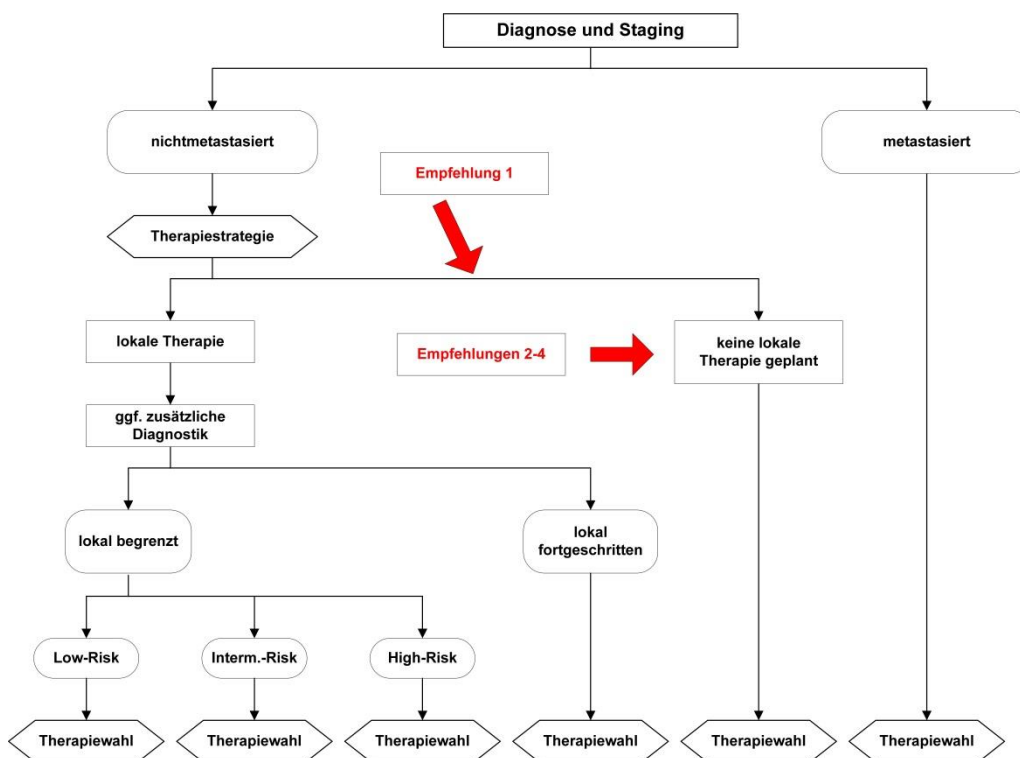 Diagnose und Staging
nichtmetastasiert
metastasiert
Empfehlung 1
Therapiestrategie
lokale Therapie
Empfehlungen 2-4
keine lokale
Therapie geplant
ggf. zusätzliche
Diagnostik
lokal begrenzt
lokal
fortgeschritten
Low-Risk
Interm.-Risk
High-Risk
Therapiewahl
Therapiewahl
Therapiewahl
Therapiewahl
Therapiewahl
Therapiewahl